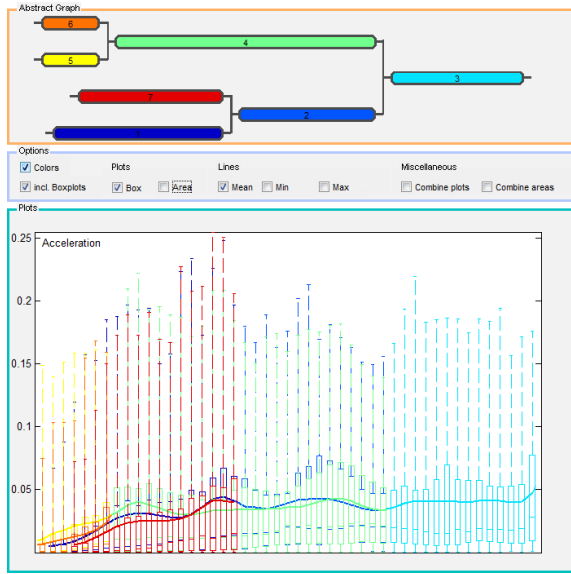 Abstract Graph
6
4
5
3
7
2
1
Options
Colors Plots Lines Miscellaneous
incl. Boxplots Box Area Mean Min Max Combine plots Combine areas
Plots
Acceleration
0.25
0.2
0.15
0.1
0.05